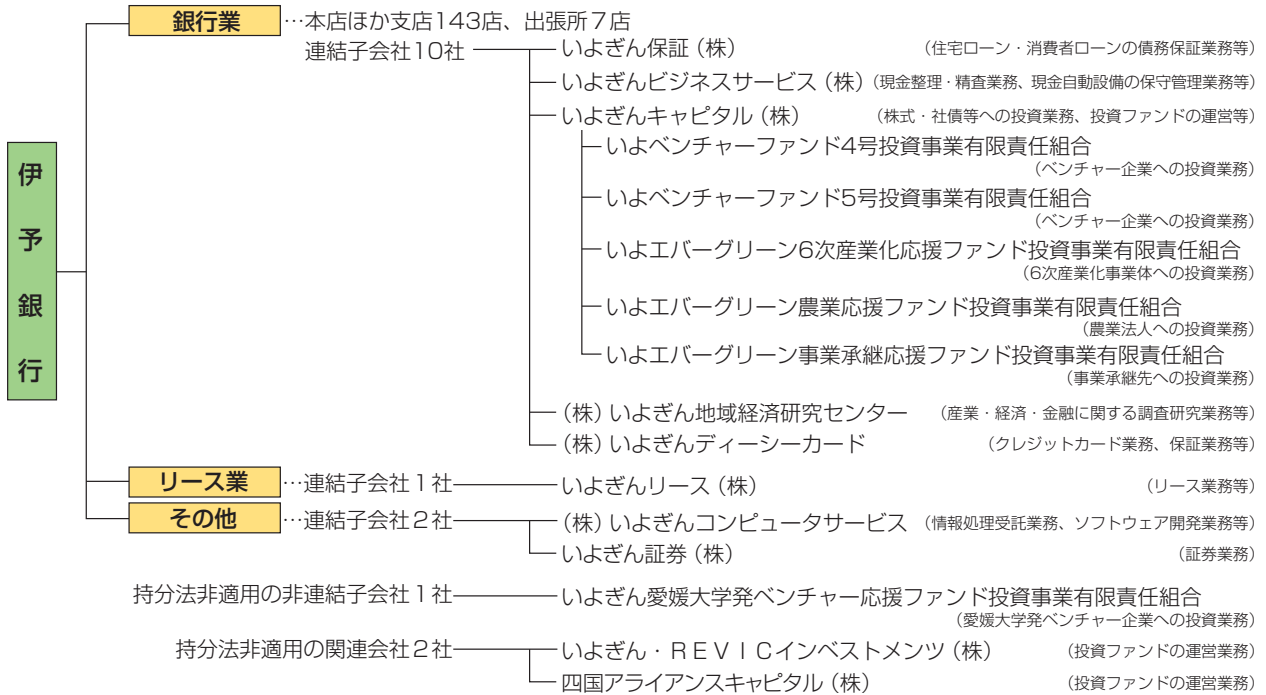 伊予銀行
銀行業 …本店ほか支店143店、出張所7店
連結子会社10社 いよぎん保証(株) (住宅ローン・消費者ローンの債務保証業務等)
いよぎんビジネスサービス(株) (現金整理・精査業務、現金自動設備の保守管理業務等)
いよぎんキャピタル(株) (株式・社債等への投資業務、投資ファンドの運営等)
いよベンチャーファンド4号投資事業有限責任組合
(ベンチャー企業への投資業務)
いよベンチャーファンド5号投資事業有限責任組合
(ベンチャー企業への投資業務)
いよエバーグリーン6次産業化応援ファンド投資事業有限責任組合
(6次産業化事業体への投資業務)
いよエバーグリーン農業応援ファンド投資事業有限責任組合
(農業法人への投資業務)
いよエバーグリーン事業承継応援ファンド投資事業有限責任組合
(事業承継先への投資業務)
(株)いよぎん地域経済研究センター (産業・経済・金融に関する調査研究業務等)
(株)いよぎんディーシーカード (クレジットカード業務、保証業務等)
リース業 …連結子会社1社 いよぎんリース(株) (リース業務等)
その他 …連結子会社2社 (株)いよぎんコンピュータサービス (情報処理受託業務、ソフトウェア開発業務等)
いよぎん証券(株) (証券業務)
持分法非適用の非連結子会社1社 いよぎん愛媛大学発ベンチャー応援ファンド投資事業有限責任組合
(愛媛大学発ベンチャー企業への投資業務)
持分法非適用の関連会社2社 いよぎん・REVICインベストメンツ(株) (投資ファンドの運営業務)
四国アライアンスキャピタル(株) (投資ファンドの運営業務)